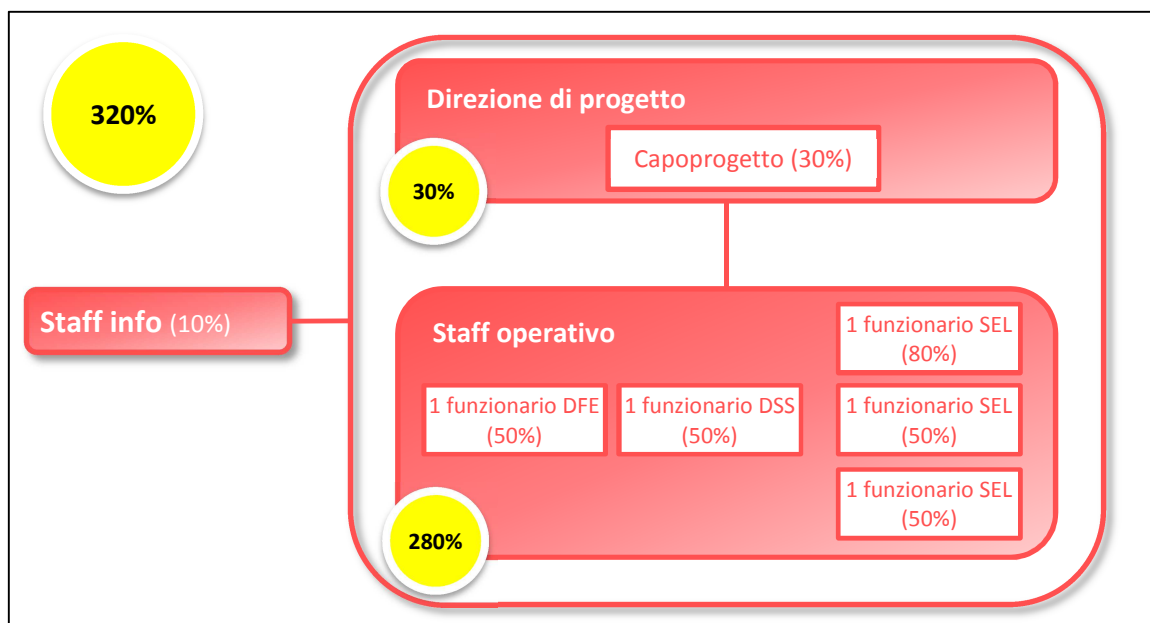 320%
Direzione di progetto
Capoprogetto (30%)
30%
Staff info (10%)
Staff operativo
1 funzionario SEL
(80%)
1 funzionario DFE
(50%)
1 funzionario DSS
(50%)
1 funzionario SEL
(50%)
1 funzionario SEL
(50%)
280%